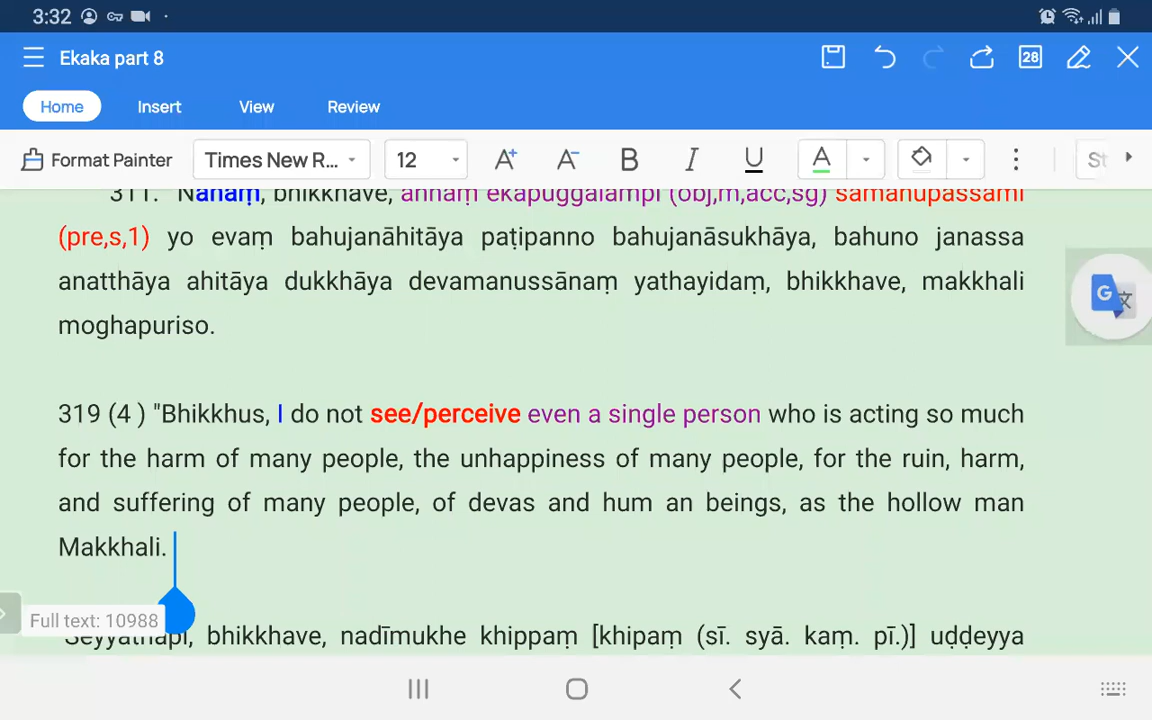 3:32
Ekaka part 8
28
Home Insert View Review
Format Painter Times New R... 12 A+ A- B I U A St
311. "Nāhaṃ, bhikkhave, aññaṃ ekapuggalampi (obj,m,acc,sg) samanupassāmi
(pre,s,1) yo evaṃ bahujanāhitāya paṭipanno bahujanāsukhāya, bahuno janassa
anatthāya ahitāya dukkhāya devamanussānaṃ yathayidaṃ, bhikkhave, makkhali
moghapuriso.
319 (4 ) "Bhikkhus, I do not see/perceive even a single person who is acting so much
for the harm of many people, the unhappiness of many people, for the ruin, harm,
and suffering of many people, of devas and hum an beings, as the hollow man
Makkhali.
Full text: 10988
"Seyyathāpi, bhikkhave, nadīmukhe khippaṃ [khipaṃ (sī. syā. kaṃ. pī.)] uḍḍeyya